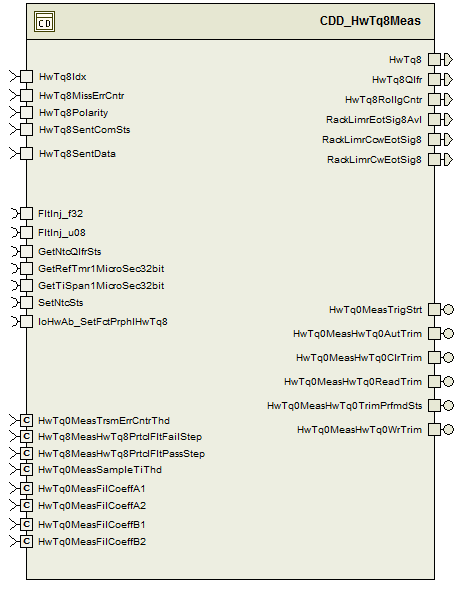 CD
CDD_HwTq8Meas
HwTq8
HwTq8Qlfr
HwTq8RollgCntr
RackLimrEotSig8Avl
RackLimrCcwEotSig8
RackLimrCwEotSig8
HwTq8Idx
HwTq8MissErrCntr
HwTq8Polarity
HwTq8SentComSts
HwTq8SentData
FltInj_f32
FltInj_u08
GetNtcQlfrSts
GetRefTmr1MicroSec32bit
GetTiSpan1MicroSec32bit
SetNtcSts
IoHwAb_SetFctPrphlHwTq8
HwTq0MeasTrigStrt
HwTq0MeasHwTq0AutTrim
HwTq0MeasHwTq0ClrTrim
HwTq0MeasHwTq0ReadTrim
HwTq0MeasHwTq0TrimPrfmdSts
HwTq0MeasHwTq0WrTrim
C HwTq0MeasTrsmErrCntrThd
C HwTq8MeasHwTq8PrtclFltFailStep
C HwTq8MeasHwTq8PrtclFltPassStep
C HwTq0MeasSampleTiThd
C HwTq0MeasFilCoeffA1
C HwTq0MeasFilCoeffA2
C HwTq0MeasFilCoeffB1
C HwTq0MeasFilCoeffB2